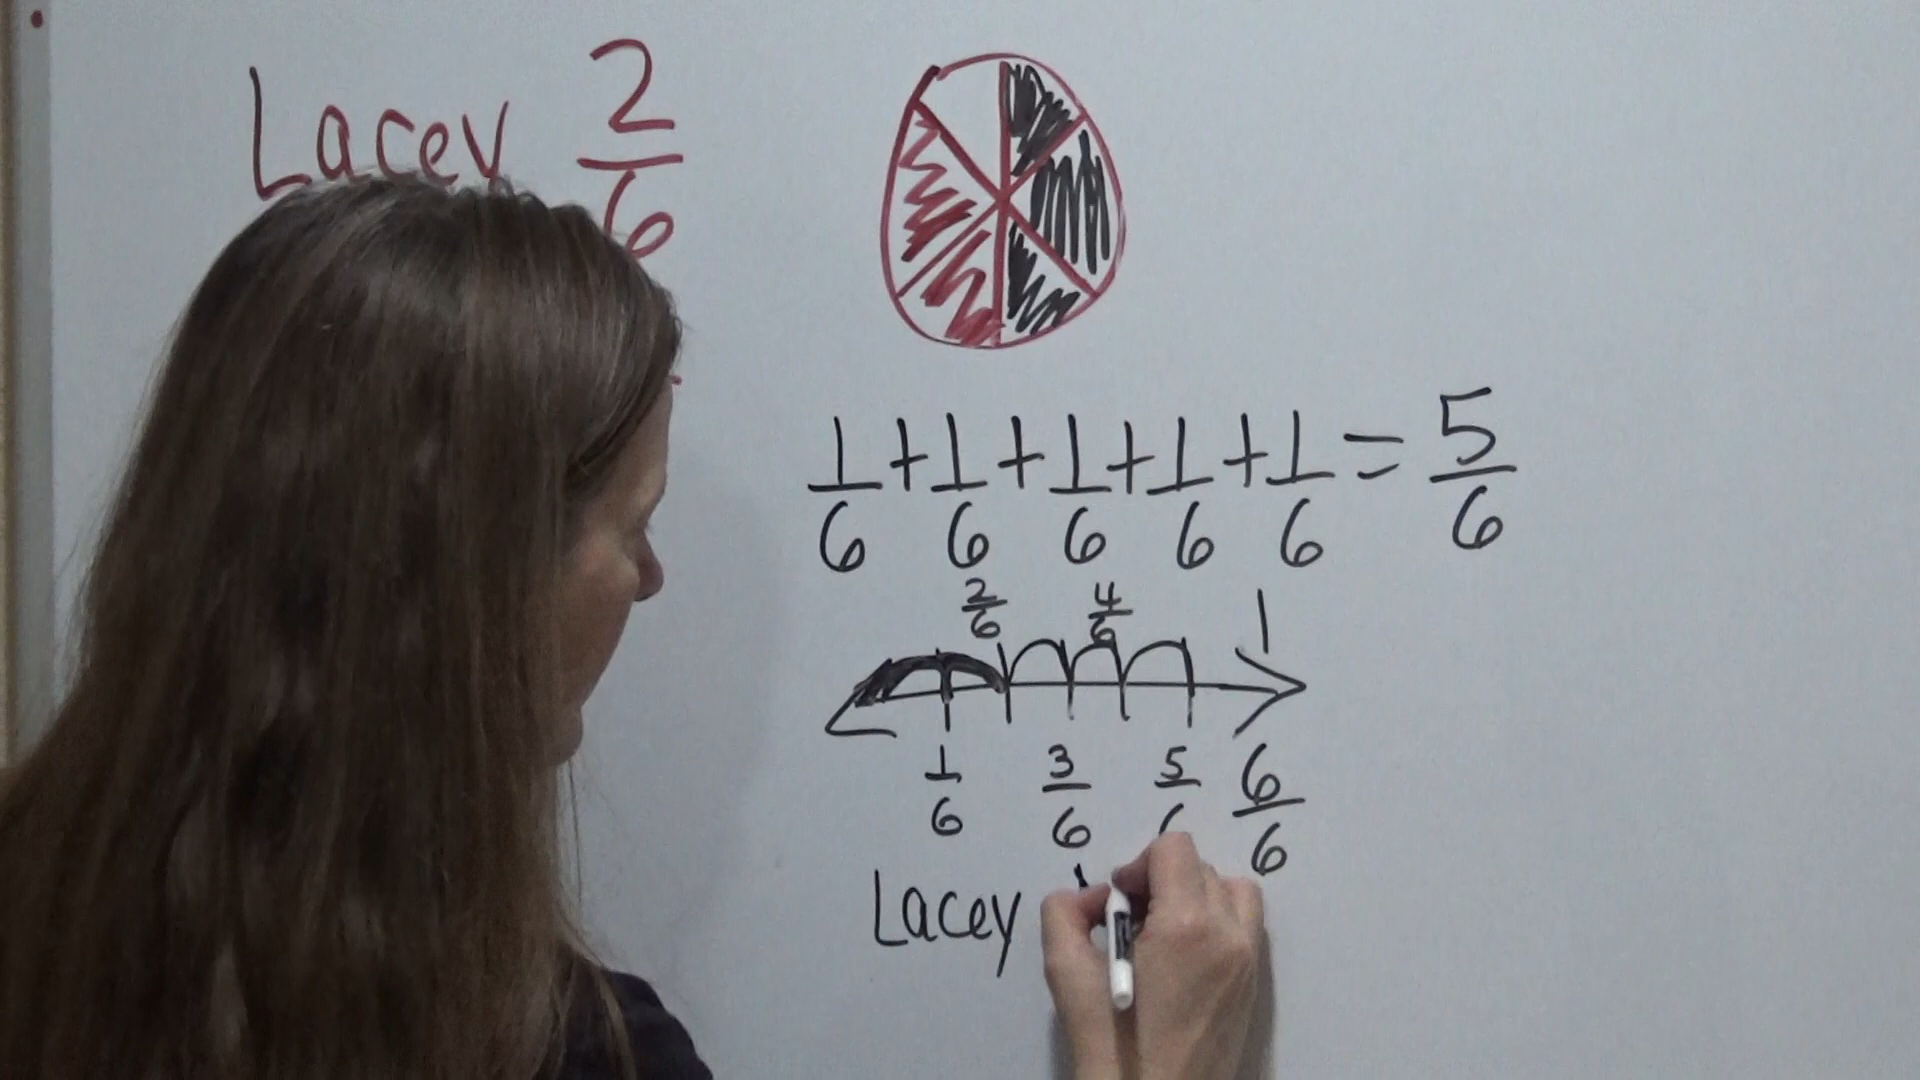 Lacey 2/6
1/6 + 1/6 + 1/6 + 1/6 + 1/6 = 5/6
2/6 4/6 1
1/6 3/6 5/6 6/6
Lacey